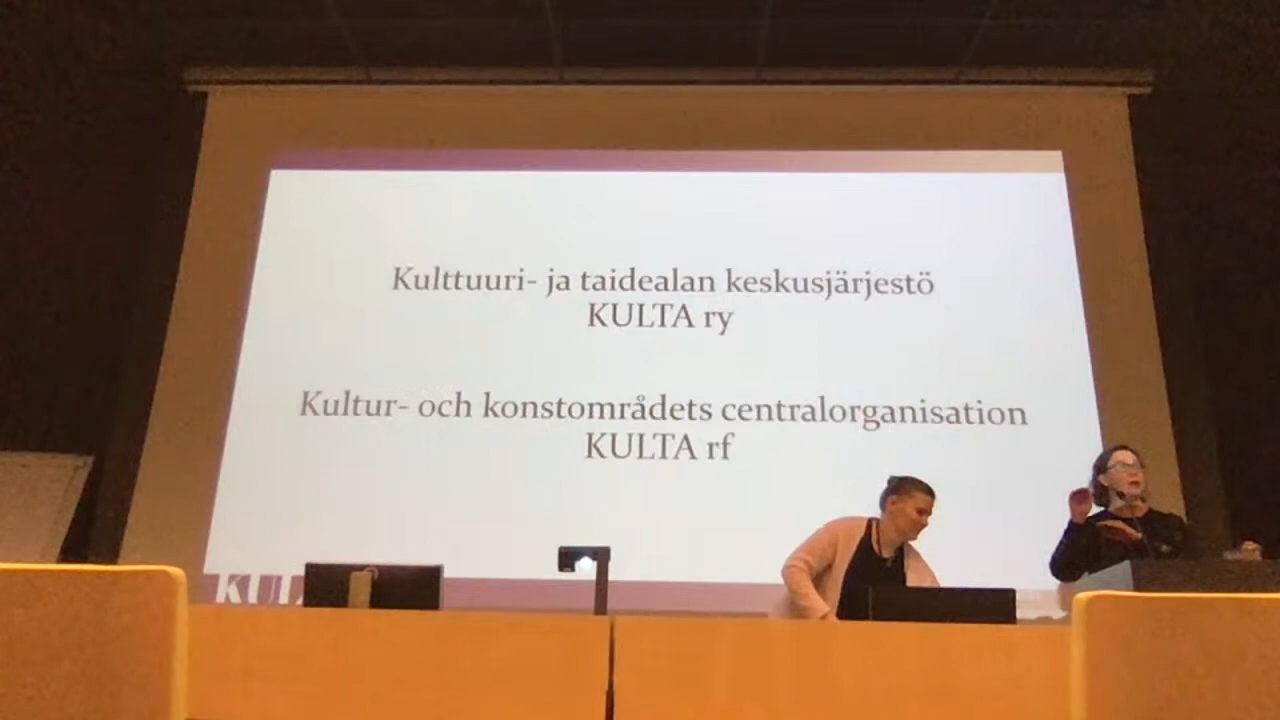 Kulttuuri- ja taidealan keskusjärjestö
KULTA ry
Kultur- och konstområdets centralorganisation
KULTA rf